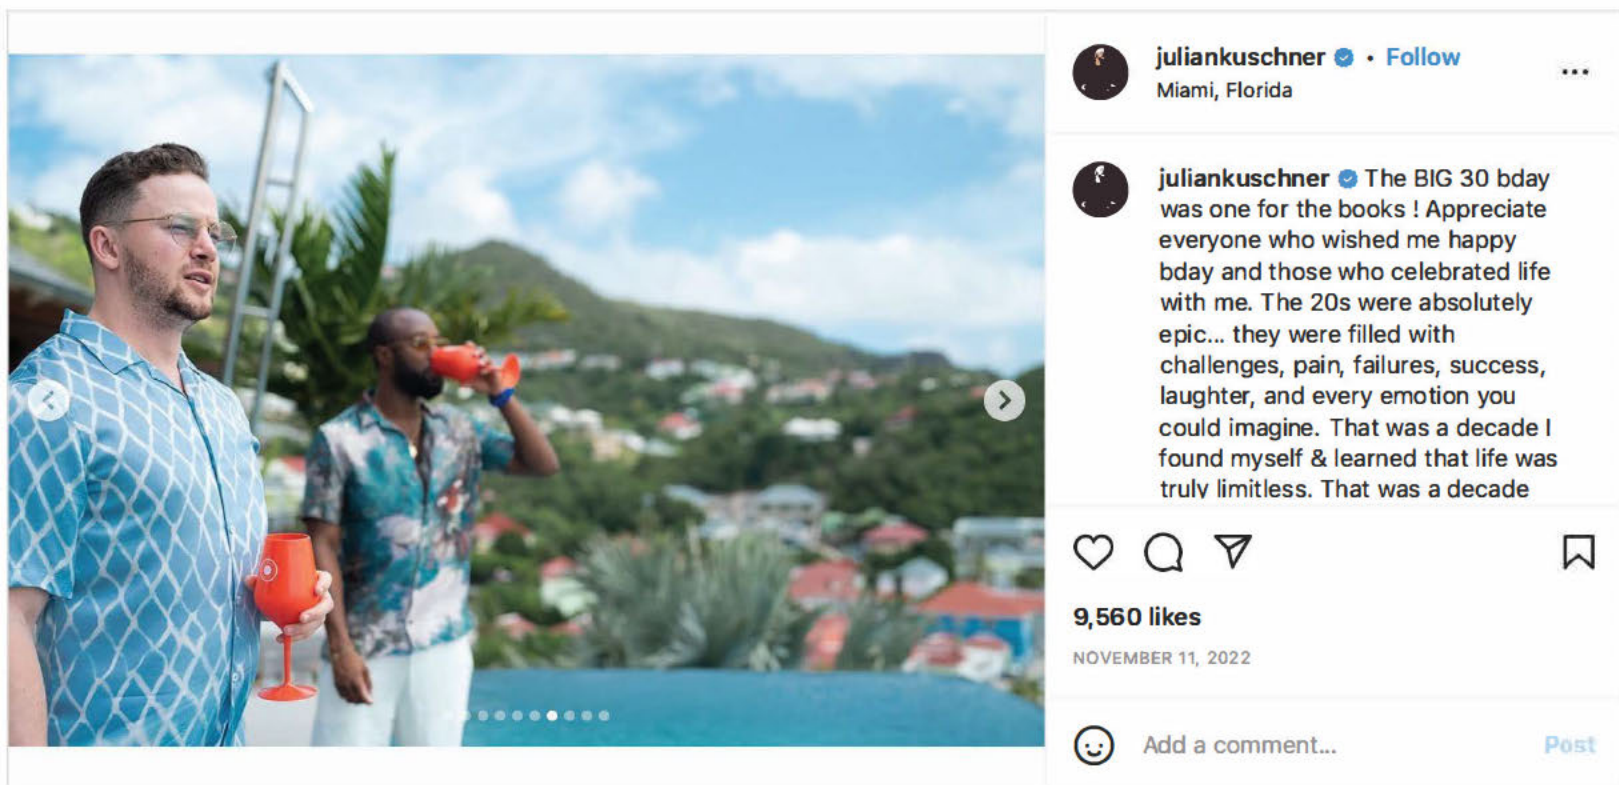 juliankuschner • Follow
Miami, Florida
juliankuschner The BIG 30 bday
was one for the books ! Appreciate
everyone who wished me happy
bday and those who celebrated life
with me. The 20s were absolutely
epic... they were filled with
challenges, pain, failures, success,
laughter, and every emotion you
could imagine. That was a decade I
found myself & learned that life was
truly limitless. That was a decade
9,560 likes
NOVEMBER 11, 2022
Add a comment... Post